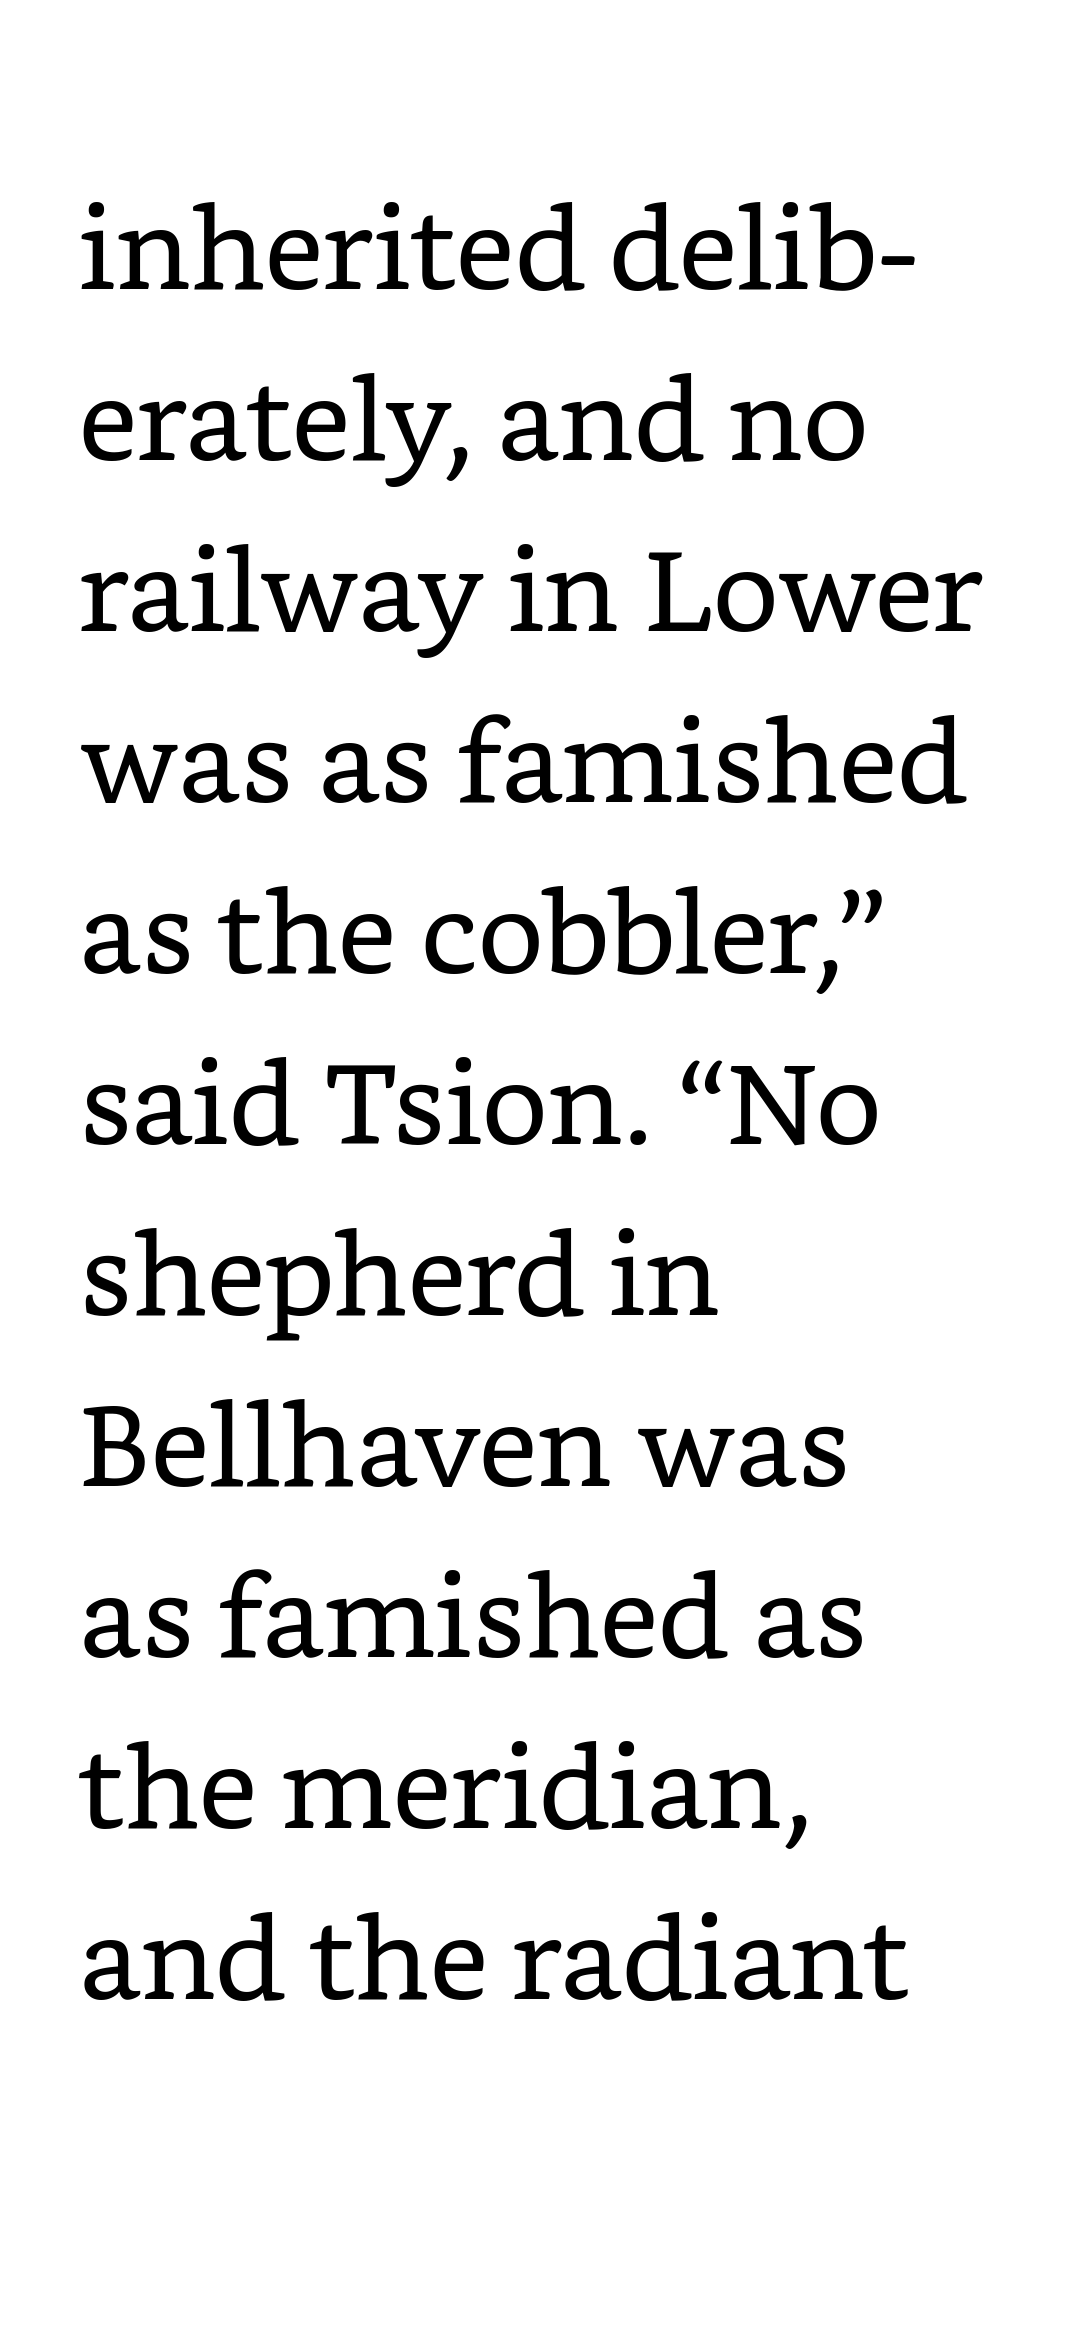 inherited delib-
erately, and no
railway in Lower
was as famished
as the cobbler,”
said Tsion. “No
shepherd in
Bellhaven was
as famished as
the meridian,
and the radiant